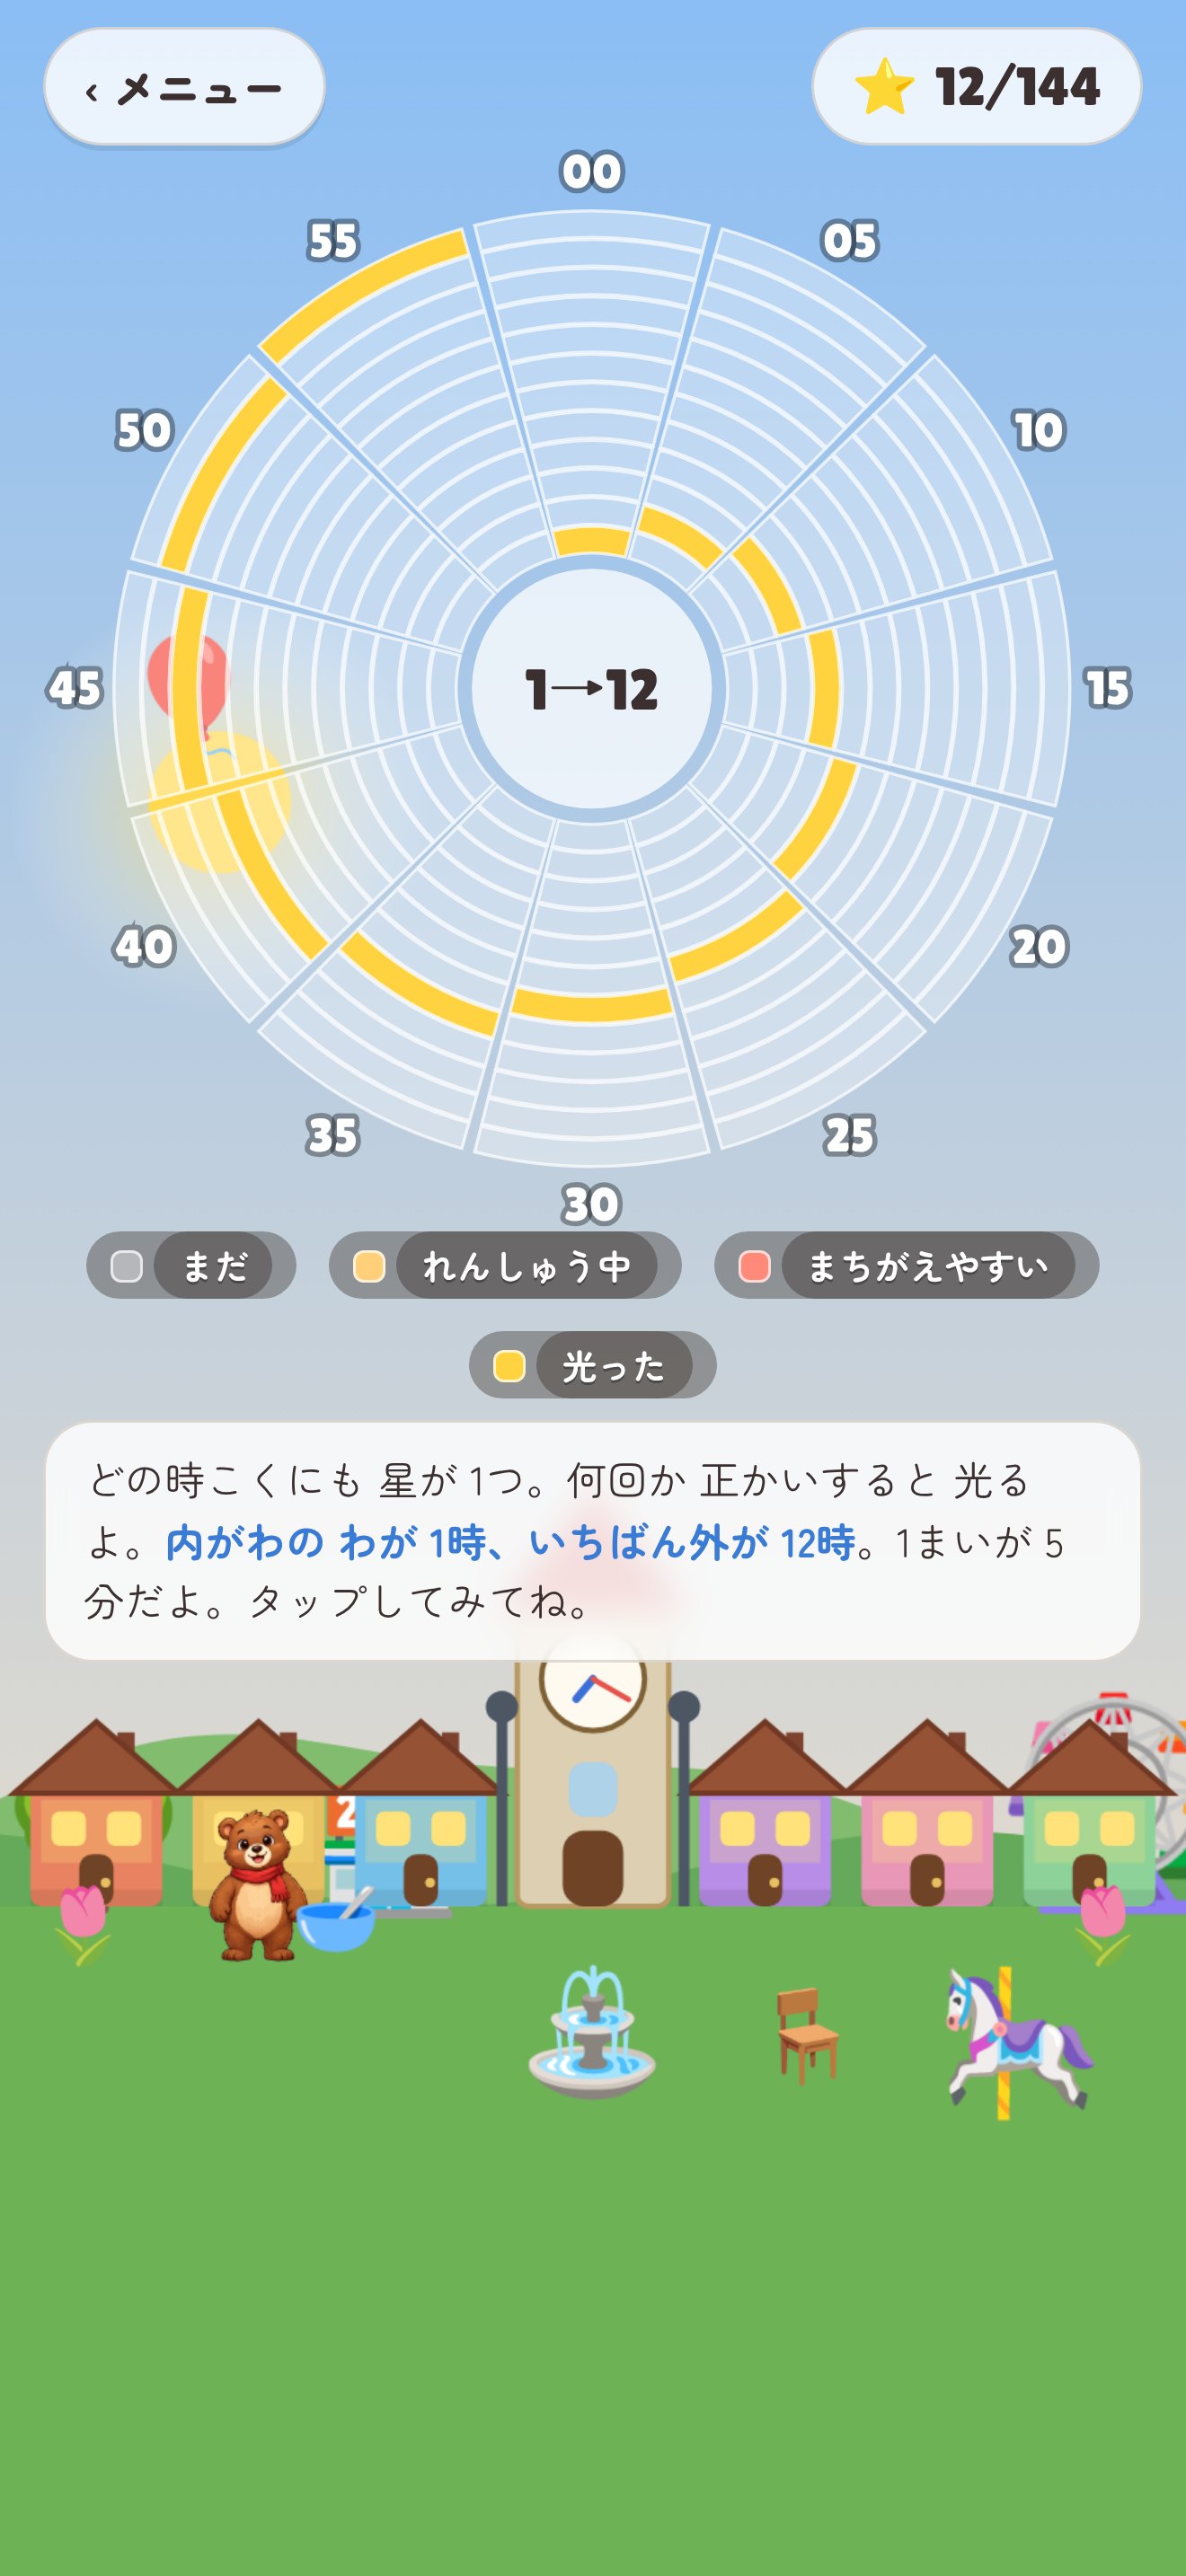 ‹ メニュー
12/144
00
55
05
50
10
1→12
45
15
40
20
35
25
30
まだ
れんしゅう中
まちがえやすい
光った
どの時こくにも 星が 1つ。何回か 正かいすると 光る
よ。内がわの わが 1時、いちばん外が 12時。1まいが 5
分だよ。タップしてみてね。
2